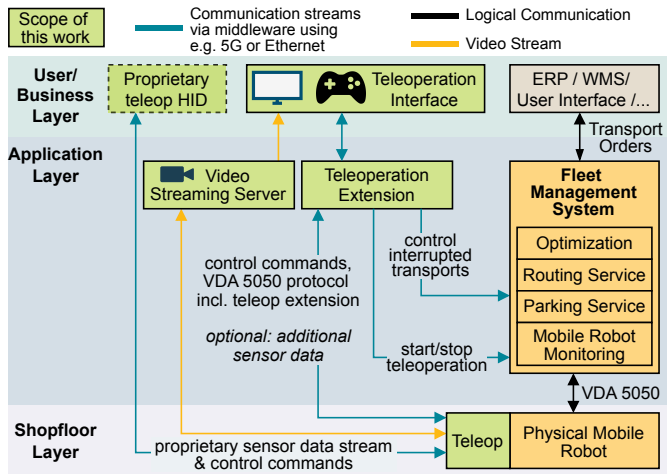 Scope of
this work
Communication streams
via middleware using
e.g. 5G or Ethernet
Logical Communication
Video Stream
User/
Business
Layer
Proprietary
teleop HID
Teleoperation
Interface
ERP / WMS/
User Interface /...
Transport
Orders
Application
Layer
Video
Streaming Server
Teleoperation
Extension
Fleet
Management
System
Optimization
Routing Service
Parking Service
Mobile Robot
Monitoring
control
interrupted
transports
control commands,
VDA 5050 protocol
incl. teleop extension
optional: additional
sensor data
start/stop
teleoperation
VDA 5050
Shopfloor
Layer
proprietary sensor data stream
& control commands
Teleop
Physical Mobile
Robot